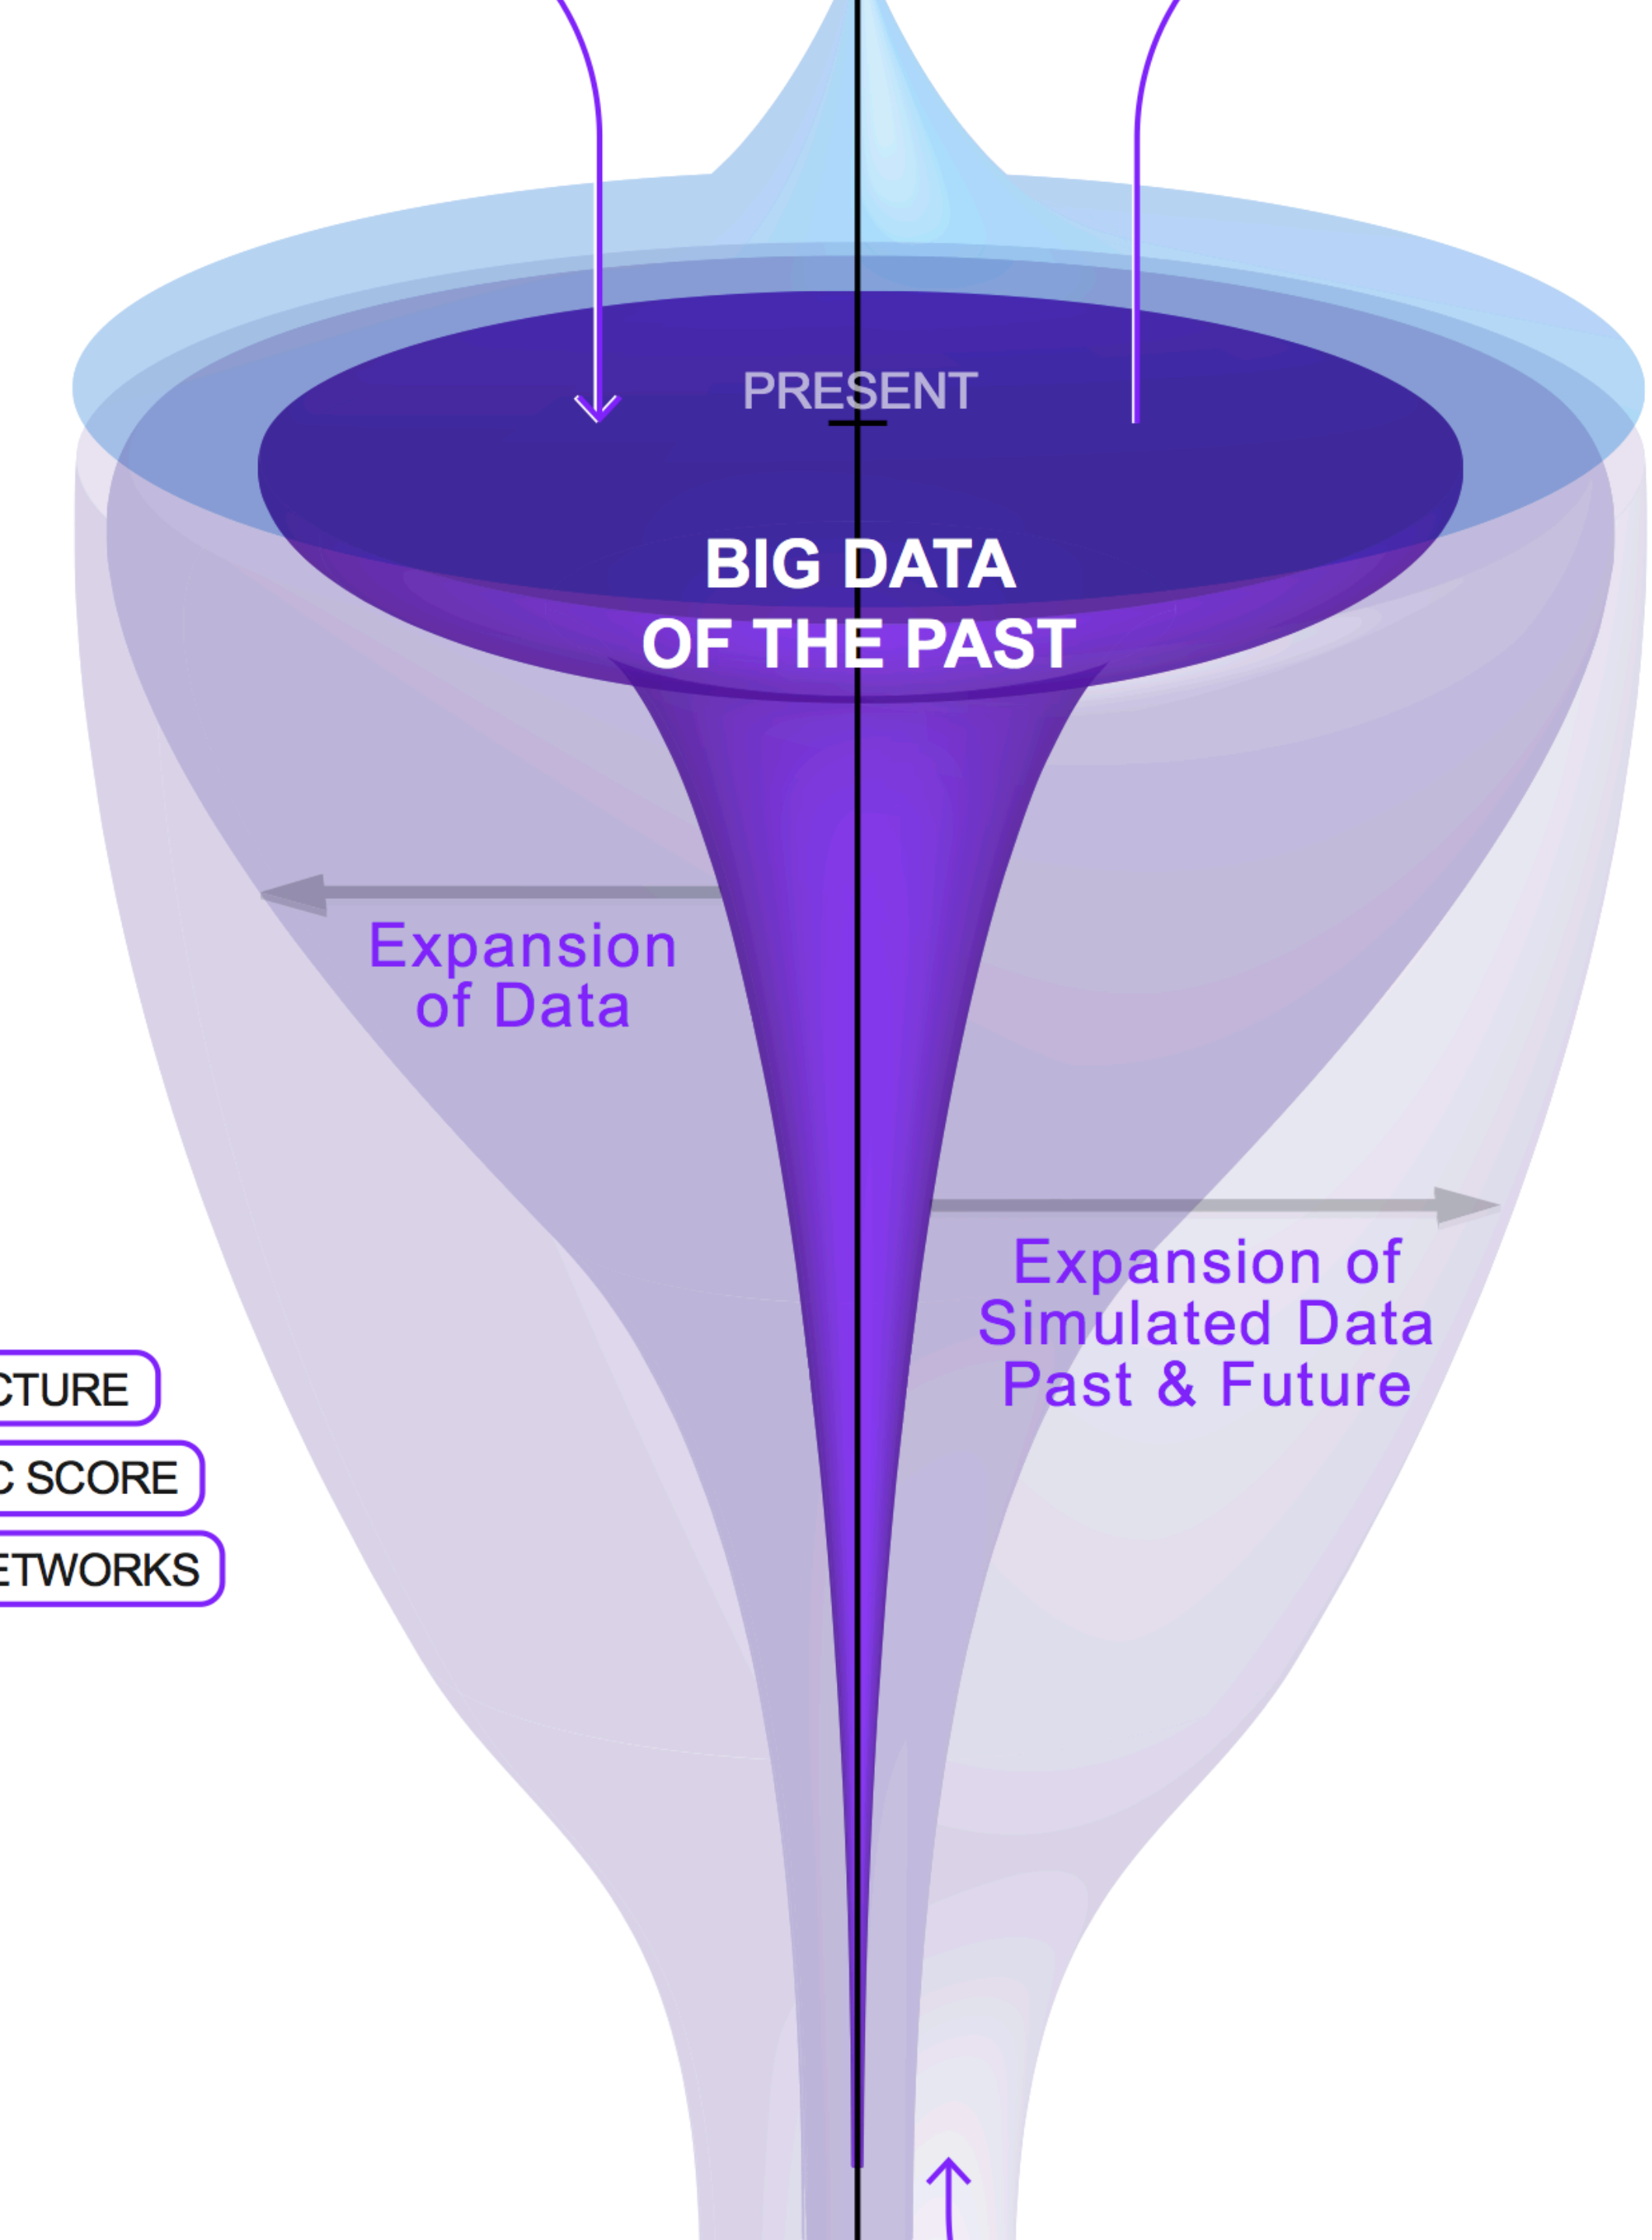 PRESENT
BIG DATA
OF THE PAST
Expansion
of Data
Expansion of
Simulated Data
Past & Future
CTURE
C SCORE
ETWORKS